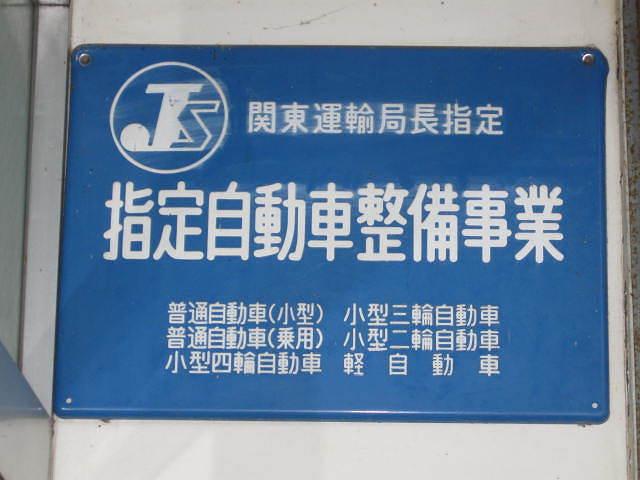 JS
関東運輸局長指定
指定自動車整備事業
普通自動車(小型) 小型三輪自動車
普通自動車(乗用) 小型二輪自動車
小型四輪自動車 軽自動車